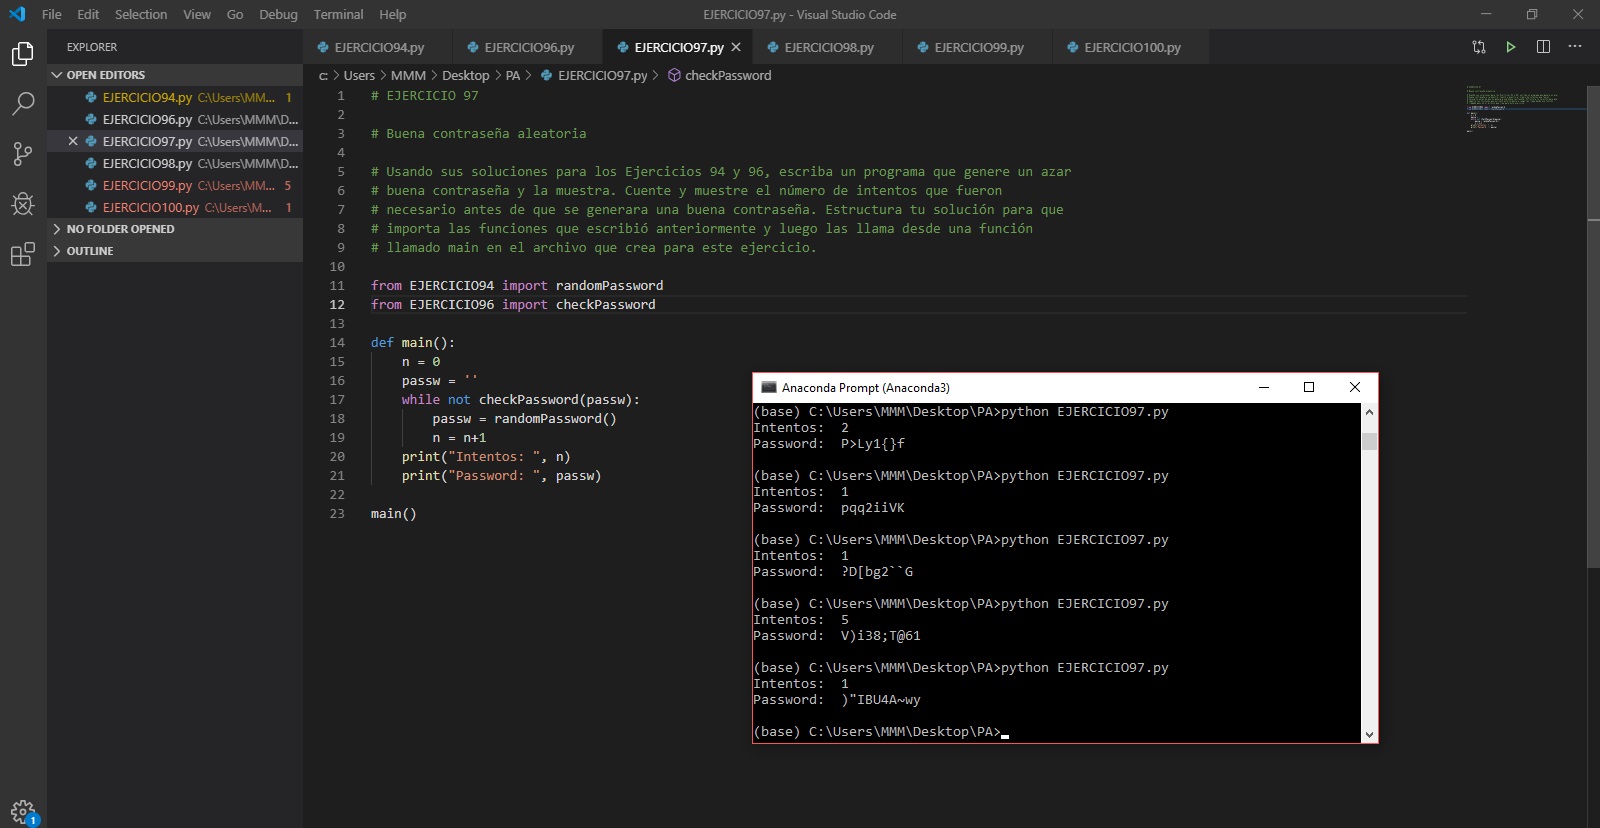 File Edit Selection View Go Debug Terminal Help
EJERCICIO97.py - Visual Studio Code
EXPLORER
OPEN EDITORS
EJERCICIO94.py C:\Users\MM... 1
EJERCICIO96.py C:\Users\MMM\D...
EJERCICIO97.py C:\Users\MMM\D...
EJERCICIO98.py C:\Users\MMM\D...
EJERCICIO99.py C:\Users\MM... 5
EJERCICIO100.py C:\Users\M... 1
NO FOLDER OPENED
OUTLINE
1
EJERCICIO94.py EJERCICIO96.py EJERCICIO97.py EJERCICIO98.py EJERCICIO99.py EJERCICIO100.py
c: > Users > MMM > Desktop > PA > EJERCICIO97.py > checkPassword
1 # EJERCICIO 97
2
3 # Buena contraseña aleatoria
4
5 # Usando sus soluciones para los Ejercicios 94 y 96, escriba un programa que genere un azar
6 # buena contraseña y la muestra. Cuente y muestre el número de intentos que fueron
7 # necesario antes de que se generara una buena contraseña. Estructura tu solución para que
8 # importa las funciones que escribió anteriormente y luego las llama desde una función
9 # llamado main en el archivo que crea para este ejercicio.
10
11 from EJERCICIO94 import randomPassword
12 from EJERCICIO96 import checkPassword
13
14 def main():
15 n = 0
16 passw = ''
17 while not checkPassword(passw):
18 passw = randomPassword()
19 n = n+1
20 print("Intentos: ", n)
21 print("Password: ", passw)
22
23 main()
Anaconda Prompt (Anaconda3)
(base) C:\Users\MMM\Desktop\PA>python EJERCICIO97.py
Intentos: 2
Password: P>Ly1{}f
(base) C:\Users\MMM\Desktop\PA>python EJERCICIO97.py
Intentos: 1
Password: pqq2iiVK
(base) C:\Users\MMM\Desktop\PA>python EJERCICIO97.py
Intentos: 1
Password: ?D[bg2``G
(base) C:\Users\MMM\Desktop\PA>python EJERCICIO97.py
Intentos: 5
Password: V)i38;T@61
(base) C:\Users\MMM\Desktop\PA>python EJERCICIO97.py
Intentos: 1
Password: )"IBU4A~wy
(base) C:\Users\MMM\Desktop\PA>